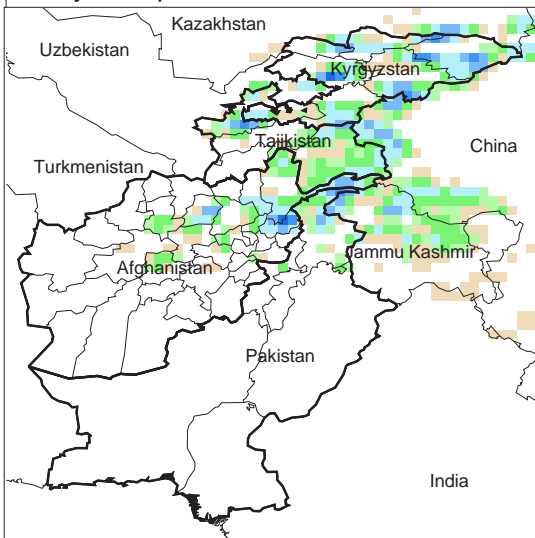 Kazakhstan
Uzbekistan
Kyrgyzstan
Tajikistan
China
Turkmenistan
Jammu Kashmir
Afghanistan
Pakistan
India